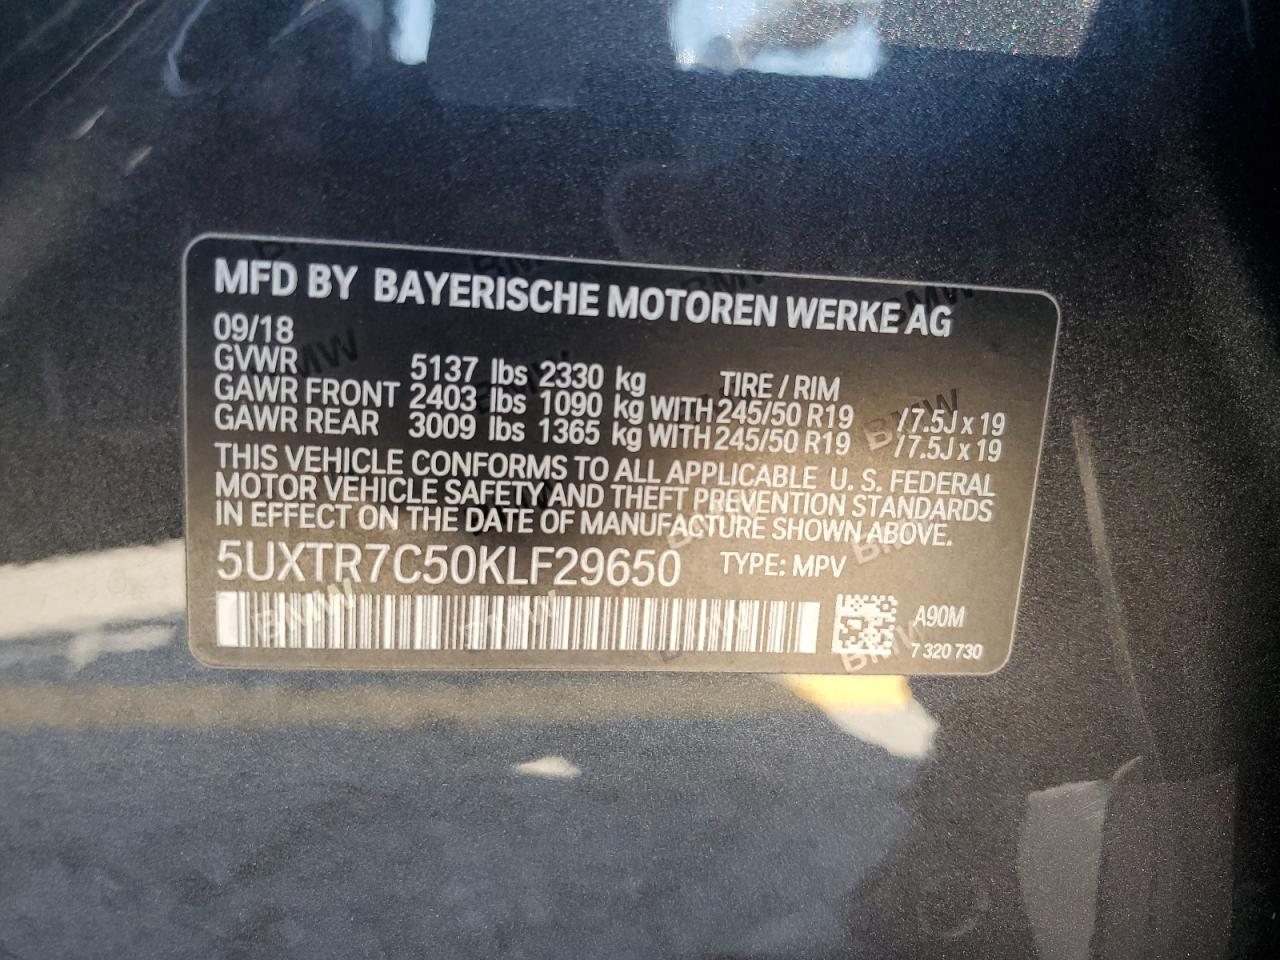 MFD BY BAYERISCHE MOTOREN WERKE AG
09/18
GVWR 5137 lbs 2330 kg TIRE / RIM
GAWR FRONT 2403 lbs 1090 kg WITH 245/50 R19 / 7.5J x 19
GAWR REAR 3009 lbs 1365 kg WITH 245/50 R19 / 7.5J x 19
THIS VEHICLE CONFORMS TO ALL APPLICABLE U. S. FEDERAL
MOTOR VEHICLE SAFETY AND THEFT PREVENTION STANDARDS
IN EFFECT ON THE DATE OF MANUFACTURE SHOWN ABOVE.
5UXTR7C50KLF29650 TYPE: MPV
A90M
7 320 730